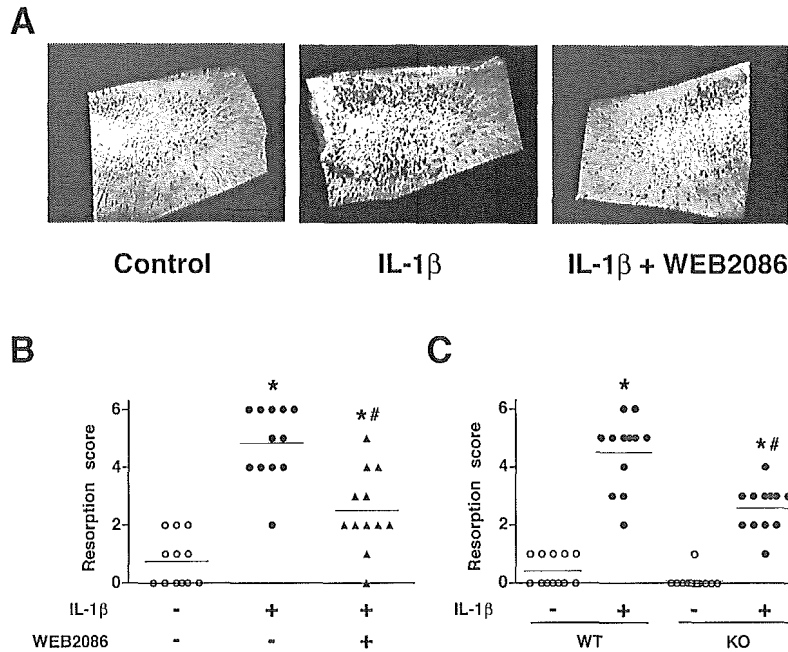 A
Control IL-1β IL-1β + WEB2086
B
Resorption score
6
4
2
0
*
*#
IL-1β - + +
WEB2086 - - +
C
Resorption score
6
4
2
0
*
*#
IL-1β - + - +
WT KO